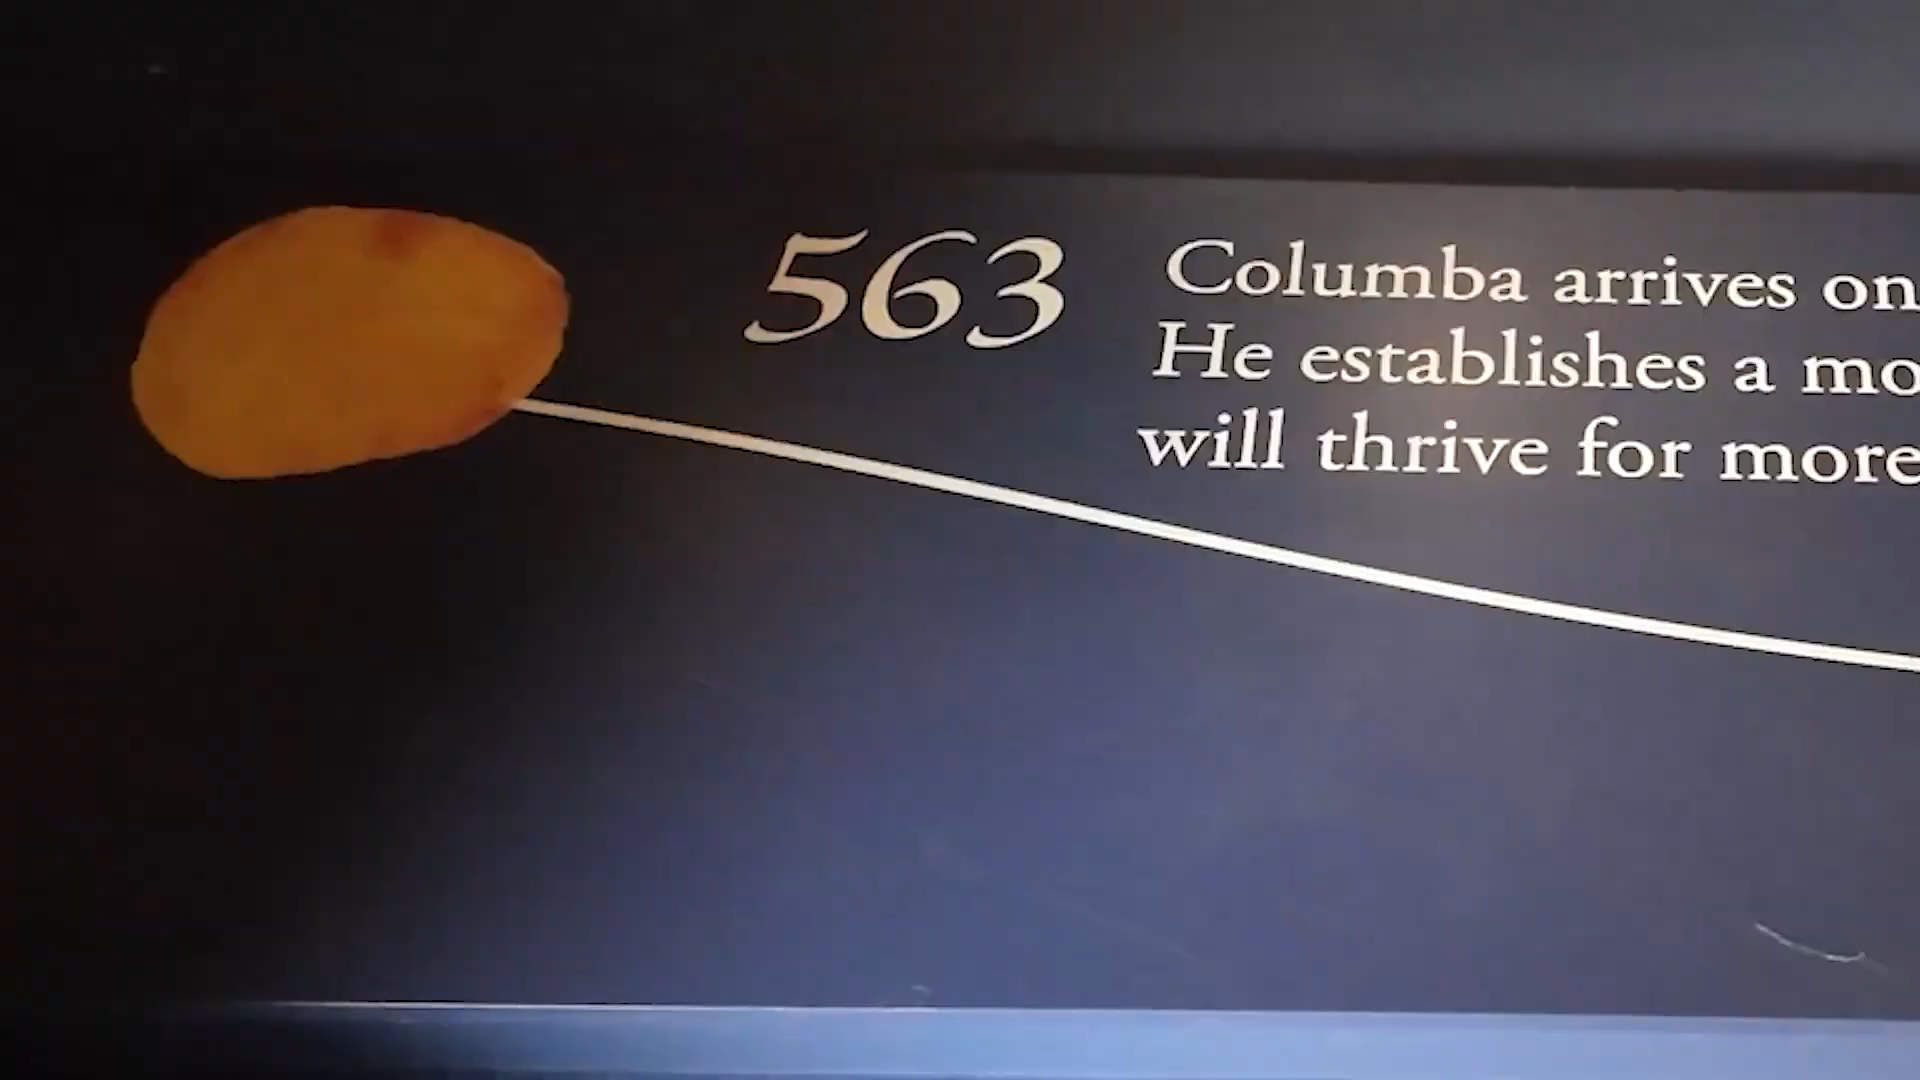 563
Columba arrives on
He establishes a mo
will thrive for more